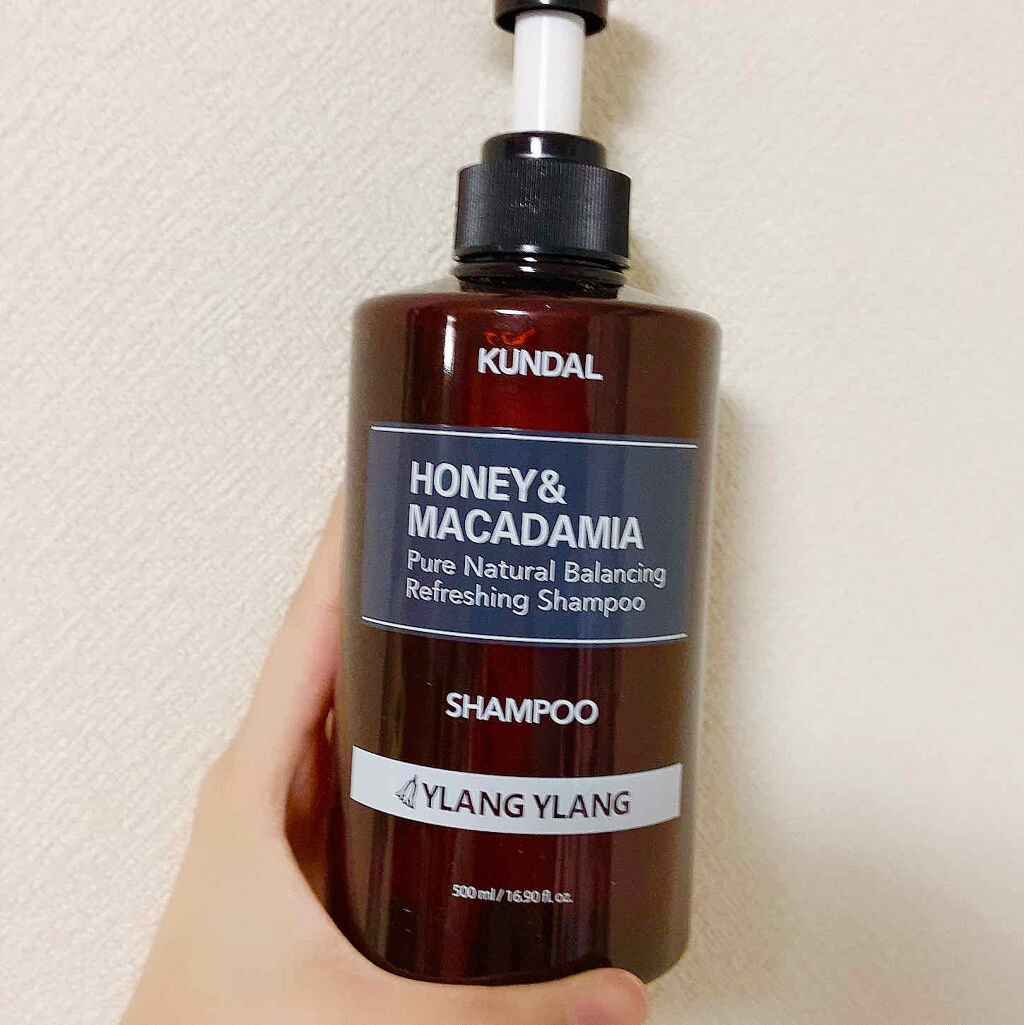 KUNDAL
HONEY&
MACADAMIA
Pure Natural Balancing
Refreshing Shampoo
SHAMPOO
YLANG YLANG
500 ml / 16.90 fl. oz.